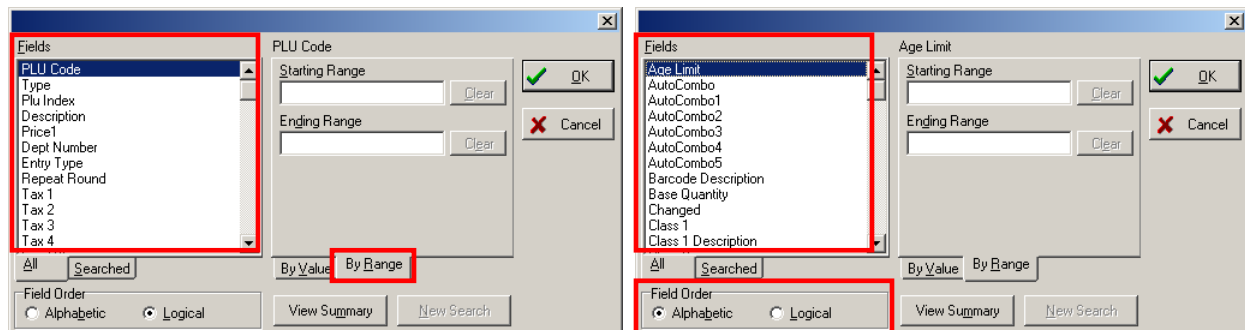 Fields
PLU Code
Type
Plu Index
Description
Price1
Dept Number
Entry Type
Repeat Round
Tax 1
Tax 2
Tax 3
Tax 4
All
Searched
Field Order
Alphabetic
Logical
PLU Code
Starting Range
Clear
Ending Range
Clear
By Value
By Range
View Summary
New Search
OK
Cancel
Fields
Age Limit
AutoCombo
AutoCombo1
AutoCombo2
AutoCombo3
AutoCombo4
AutoCombo5
Barcode Description
Base Quantity
Changed
Class 1
Class 1 Description
All
Searched
Field Order
Alphabetic
Logical
Age Limit
Starting Range
Clear
Ending Range
Clear
By Value
By Range
View Summary
New Search
OK
Cancel